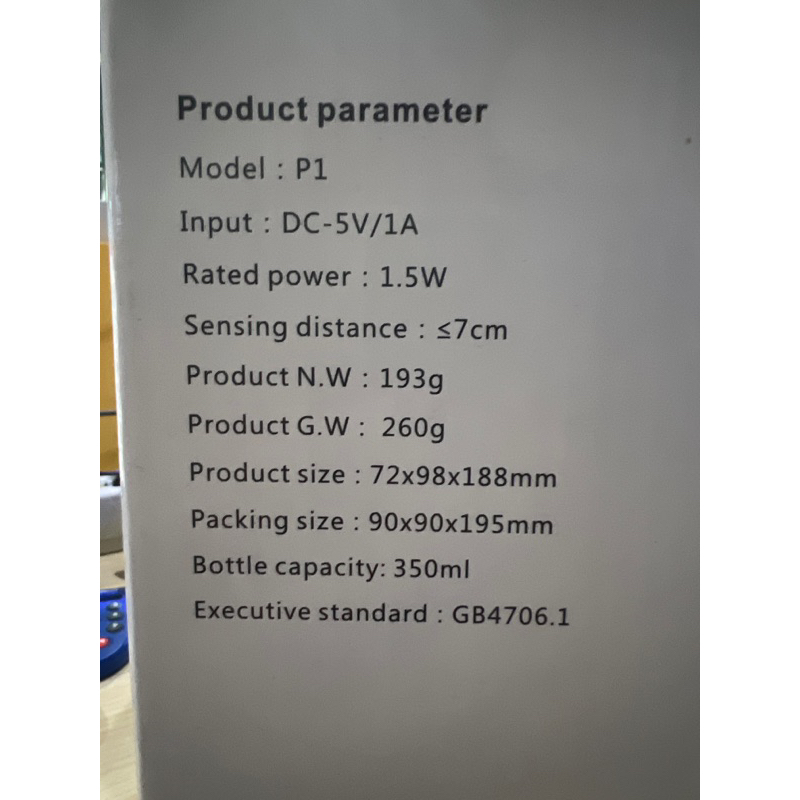 Product parameter
Model : P1
Input : DC-5V/1A
Rated power : 1.5W
Sensing distance : ≤7cm
Product N.W : 193g
Product G.W : 260g
Product size : 72x98x188mm
Packing size : 90x90x195mm
Bottle capacity: 350ml
Executive standard : GB4706.1